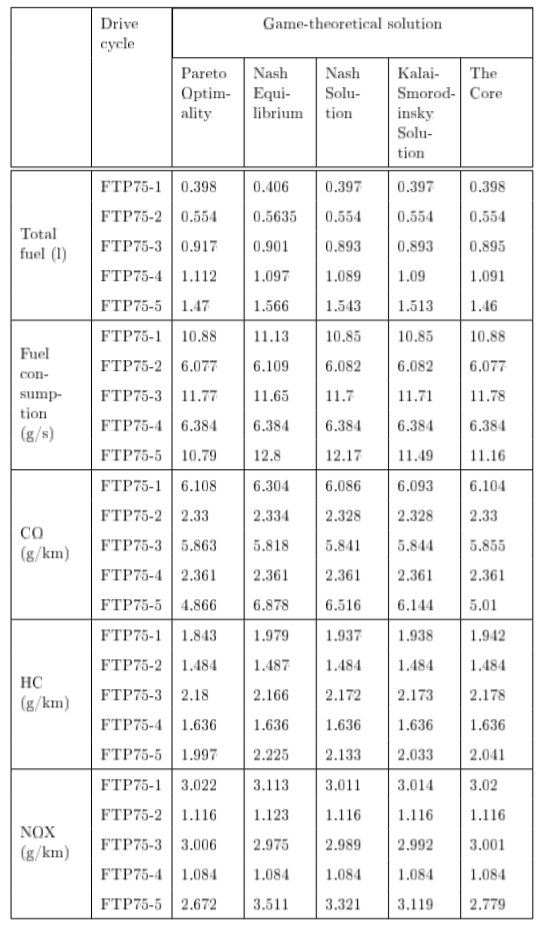 Drive cycle Game-theoretical solution
Pareto Optim-ality Nash Equi-librium Nash Solu-tion Kalai-Smorod-insky Solu-tion The Core
Total fuel (l)
FTP75-1 0.398 0.406 0.397 0.397 0.398
FTP75-2 0.554 0.5635 0.554 0.554 0.554
FTP75-3 0.917 0.901 0.893 0.893 0.895
FTP75-4 1.112 1.097 1.089 1.09 1.091
FTP75-5 1.47 1.566 1.543 1.513 1.46
Fuel con-sump-tion (g/s)
FTP75-1 10.88 11.13 10.85 10.85 10.88
FTP75-2 6.077 6.109 6.082 6.082 6.077
FTP75-3 11.77 11.65 11.7 11.71 11.78
FTP75-4 6.384 6.384 6.384 6.384 6.384
FTP75-5 10.79 12.8 12.17 11.49 11.16
CO (g/km)
FTP75-1 6.108 6.304 6.086 6.093 6.104
FTP75-2 2.33 2.334 2.328 2.328 2.33
FTP75-3 5.863 5.818 5.841 5.844 5.855
FTP75-4 2.361 2.361 2.361 2.361 2.361
FTP75-5 4.866 6.878 6.516 6.144 5.01
HC (g/km)
FTP75-1 1.843 1.979 1.937 1.938 1.942
FTP75-2 1.484 1.487 1.484 1.484 1.484
FTP75-3 2.18 2.166 2.172 2.173 2.178
FTP75-4 1.636 1.636 1.636 1.636 1.636
FTP75-5 1.997 2.225 2.133 2.033 2.041
NOX (g/km)
FTP75-1 3.022 3.113 3.011 3.014 3.02
FTP75-2 1.116 1.123 1.116 1.116 1.116
FTP75-3 3.006 2.975 2.989 2.992 3.001
FTP75-4 1.084 1.084 1.084 1.084 1.084
FTP75-5 2.672 3.511 3.321 3.119 2.779